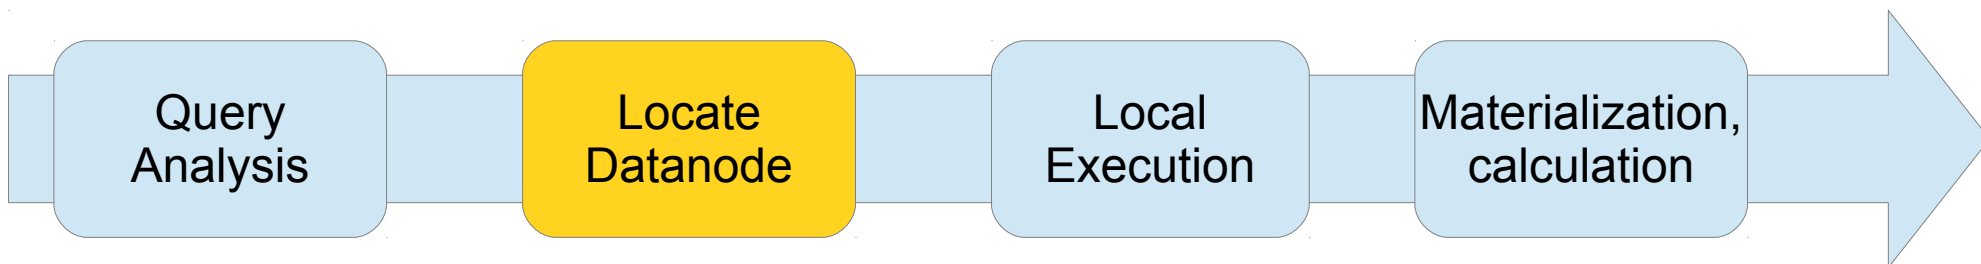 Query
Analysis
Locate
Datanode
Local
Execution
Materialization,
calculation